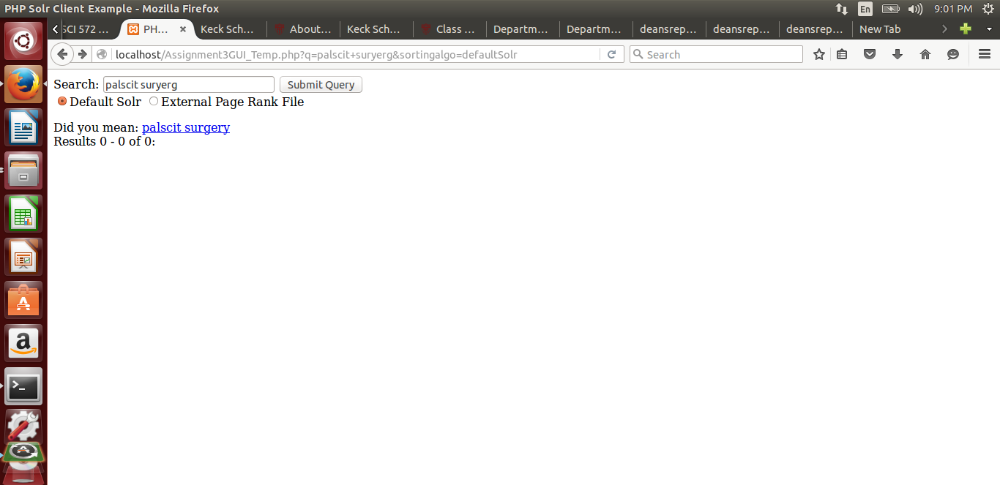 PHP Solr Client Example - Mozilla Firefox
En
9:01 PM
SCI 572 ...
PH...
Keck Sch...
About...
Keck Sch...
Class ...
Departm...
Departm...
deansrep...
deansrep...
deansrep...
New Tab
localhost/Assignment3GUI_Temp.php?q=palscit+suryerg&sortingalgo=defaultSolr
Search
Search: palscit suryerg Submit Query
Default Solr External Page Rank File
Did you mean: palscit surgery
Results 0 - 0 of 0: